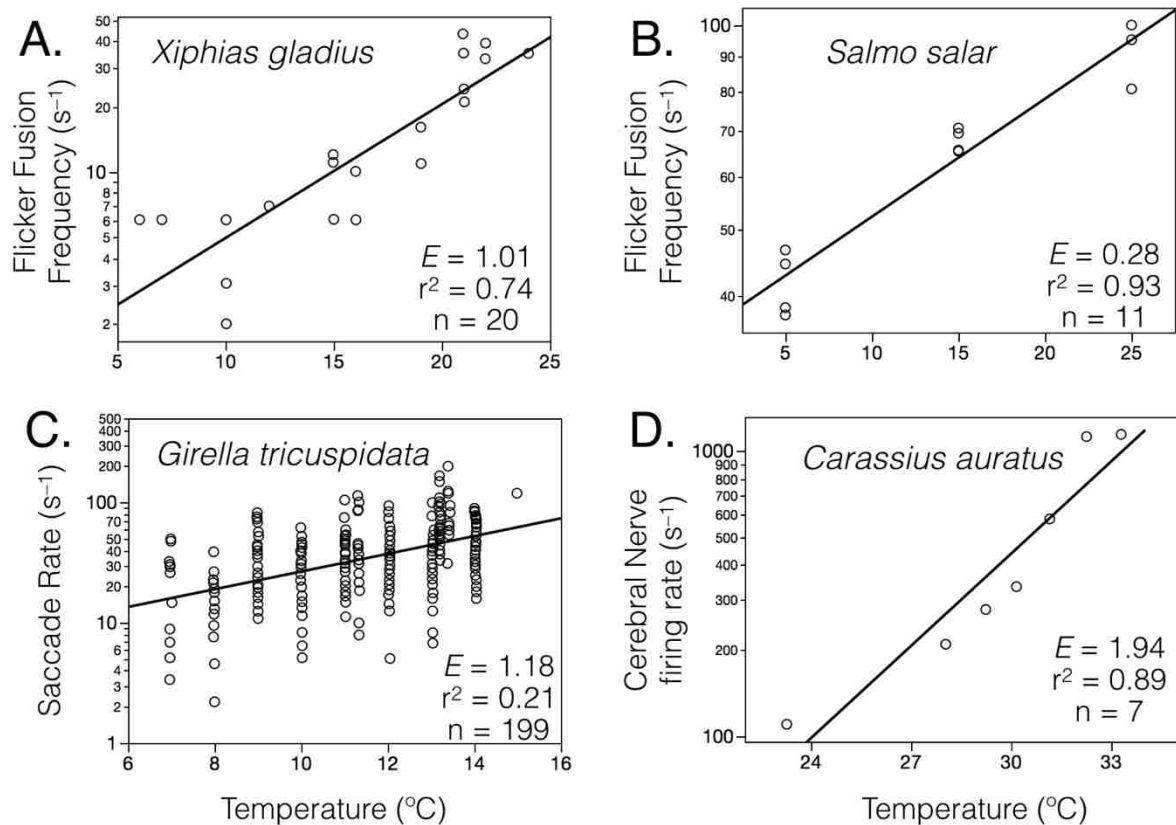 A.
Xiphias gladius
Flicker Fusion
Frequency (s⁻¹)
50
40
30
20
10
8
7
6
5
4
3
2
5
10
15
20
25
E = 1.01
r² = 0.74
n = 20
B.
Salmo salar
Flicker Fusion
Frequency (s⁻¹)
100
90
80
70
60
50
40
5
10
15
20
25
E = 0.28
r² = 0.93
n = 11
C.
Girella tricuspidata
Saccade Rate (s⁻¹)
500
400
300
200
100
70
50
40
30
20
10
7
5
4
3
2
1
6
8
10
12
14
16
E = 1.18
r² = 0.21
n = 199
Temperature (°C)
D.
Carassius auratus
Cerebral Nerve
firing rate (s⁻¹)
1000
900
800
700
600
500
400
300
200
100
24
28
30
33
E = 1.94
r² = 0.89
n = 7
Temperature (°C)